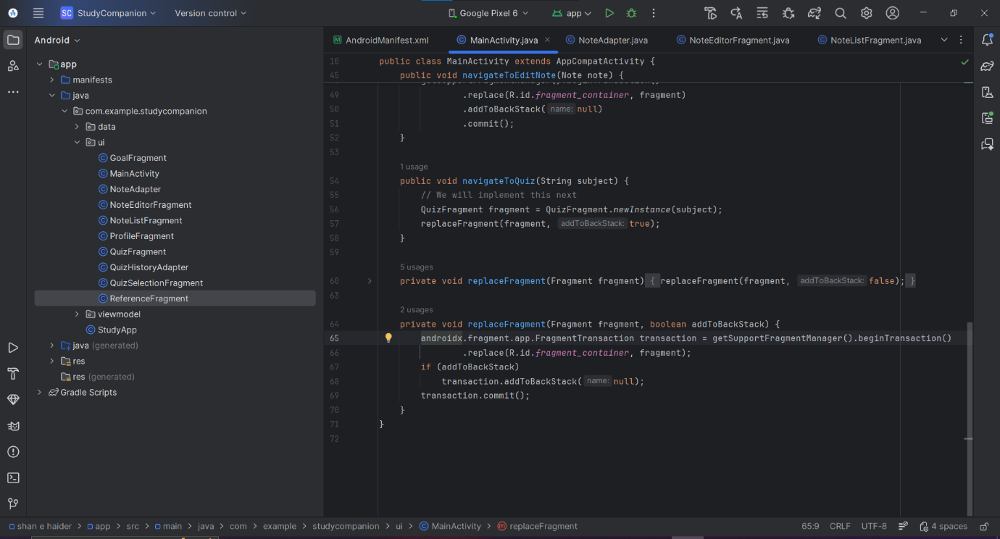 SC StudyCompanion Version control Google Pixel 6 app
Android
app
manifests
java
com.example.studycompanion
data
ui
GoalFragment
MainActivity
NoteAdapter
NoteEditorFragment
NoteListFragment
ProfileFragment
QuizFragment
QuizHistoryAdapter
QuizSelectionFragment
ReferenceFragment
viewmodel
StudyApp
java (generated)
res
res (generated)
Gradle Scripts
AndroidManifest.xml MainActivity.java NoteAdapter.java NoteEditorFragment.java NoteListFragment.java
10 public class MainActivity extends AppCompatActivity {
45 public void navigateToEditNote(Note note) {
49 .replace(R.id.fragment_container, fragment)
50 .addToBackStack( name: null)
51 .commit();
52 }
53
1 usage
54 public void navigateToQuiz(String subject) {
55 // We will implement this next
56 QuizFragment fragment = QuizFragment.newInstance(subject);
57 replaceFragment(fragment, addToBackStack: true);
58 }
59
5 usages
60 private void replaceFragment(Fragment fragment) { replaceFragment(fragment, addToBackStack: false); }
63
2 usages
64 private void replaceFragment(Fragment fragment, boolean addToBackStack) {
65 androidx.fragment.app.FragmentTransaction transaction = getSupportFragmentManager().beginTransaction()
66 .replace(R.id.fragment_container, fragment);
67 if (addToBackStack)
68 transaction.addToBackStack( name: null);
69 transaction.commit();
70 }
71 }
72
shan e haider > app > src > main > java > com > example > studycompanion > ui > MainActivity > replaceFragment 65:9 CRLF UTF-8 4 spaces